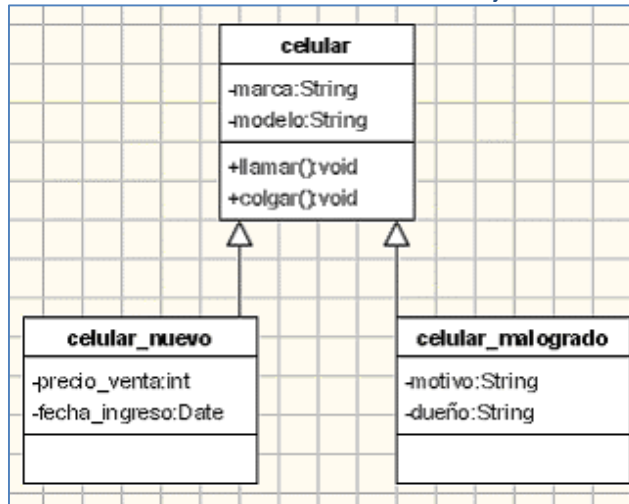 celular
-marca:String
-modelo:String
+llamar():void
+colgar():void
celular_nuevo
-precio_venta:int
-fecha_ingreso:Date
celular_malogrado
-motivo:String
-dueño:String